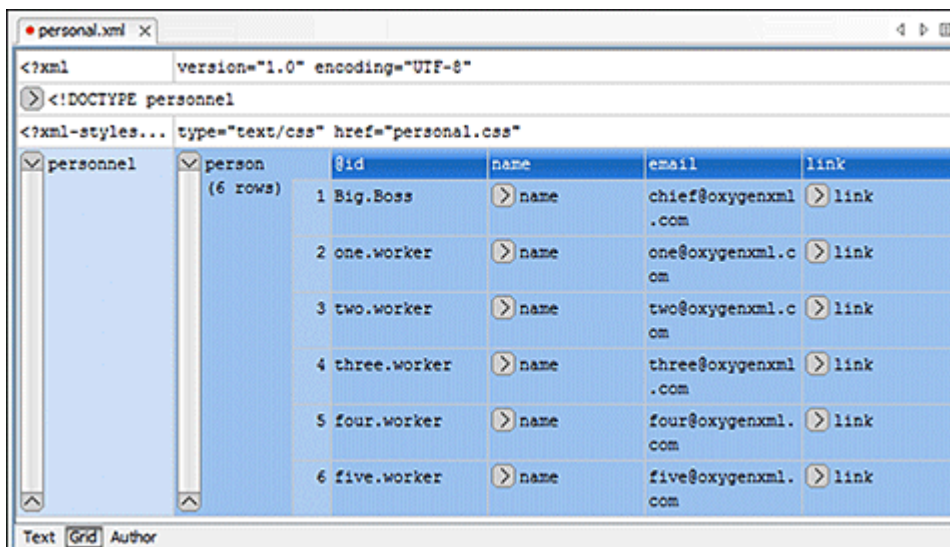 personal.xml
<?xml version="1.0" encoding="UTF-8"
<!DOCTYPE personnel
<?xml-styles... type="text/css" href="personal.css"
personnel person @id name email link
(6 rows) 1 Big.Boss name chief@oxygenxml link
.com
2 one.worker name one@oxygenxml.c link
om
3 two.worker name two@oxygenxml.c link
om
4 three.worker name three@oxygenxml link
.com
5 four.worker name four@oxygenxml. link
com
6 five.worker name five@oxygenxml. link
com
Text Grid Author